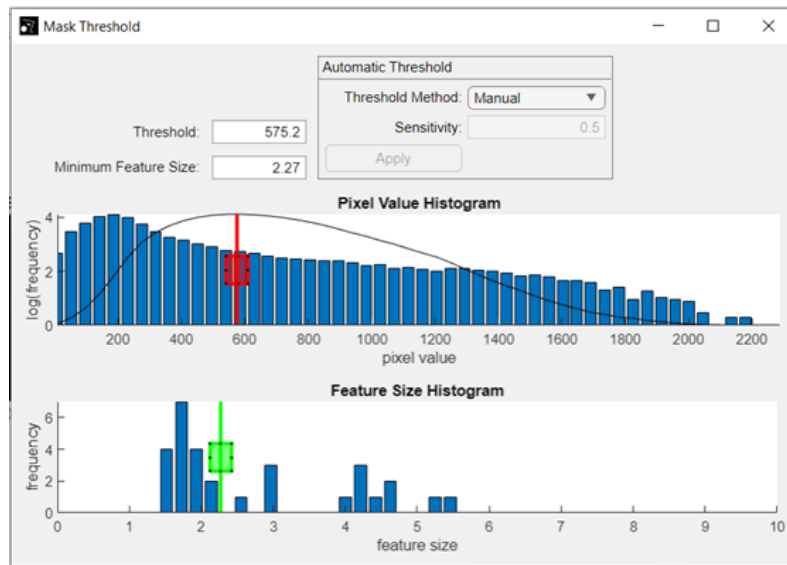 Mask Threshold
Automatic Threshold
Threshold Method: Manual
Threshold: 575.2
Sensitivity: 0.5
Minimum Feature Size: 2.27
Apply
Pixel Value Histogram
log(frequency)
4
2
0
200 400 600 800 1000 1200 1400 1600 1800 2000 2200
pixel value
Feature Size Histogram
frequency
6
4
2
0
0 1 2 3 4 5 6 7 8 9 10
feature size